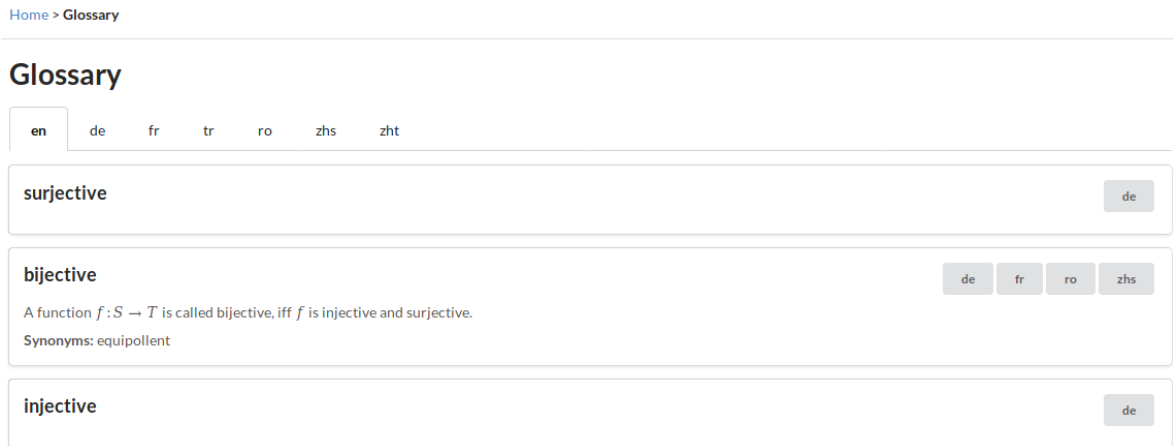 Home > Glossary
Glossary
en de fr tr ro zhs zht
surjective de
bijective de fr ro zhs
A function f : S → T is called bijective, iff f is injective and surjective.
Synonyms: equipollent
injective de